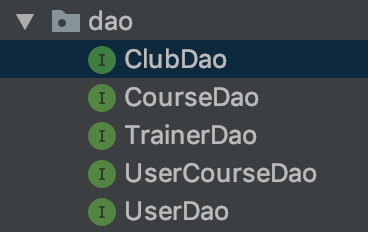 dao
I ClubDao
I CourseDao
I TrainerDao
I UserCourseDao
I UserDao